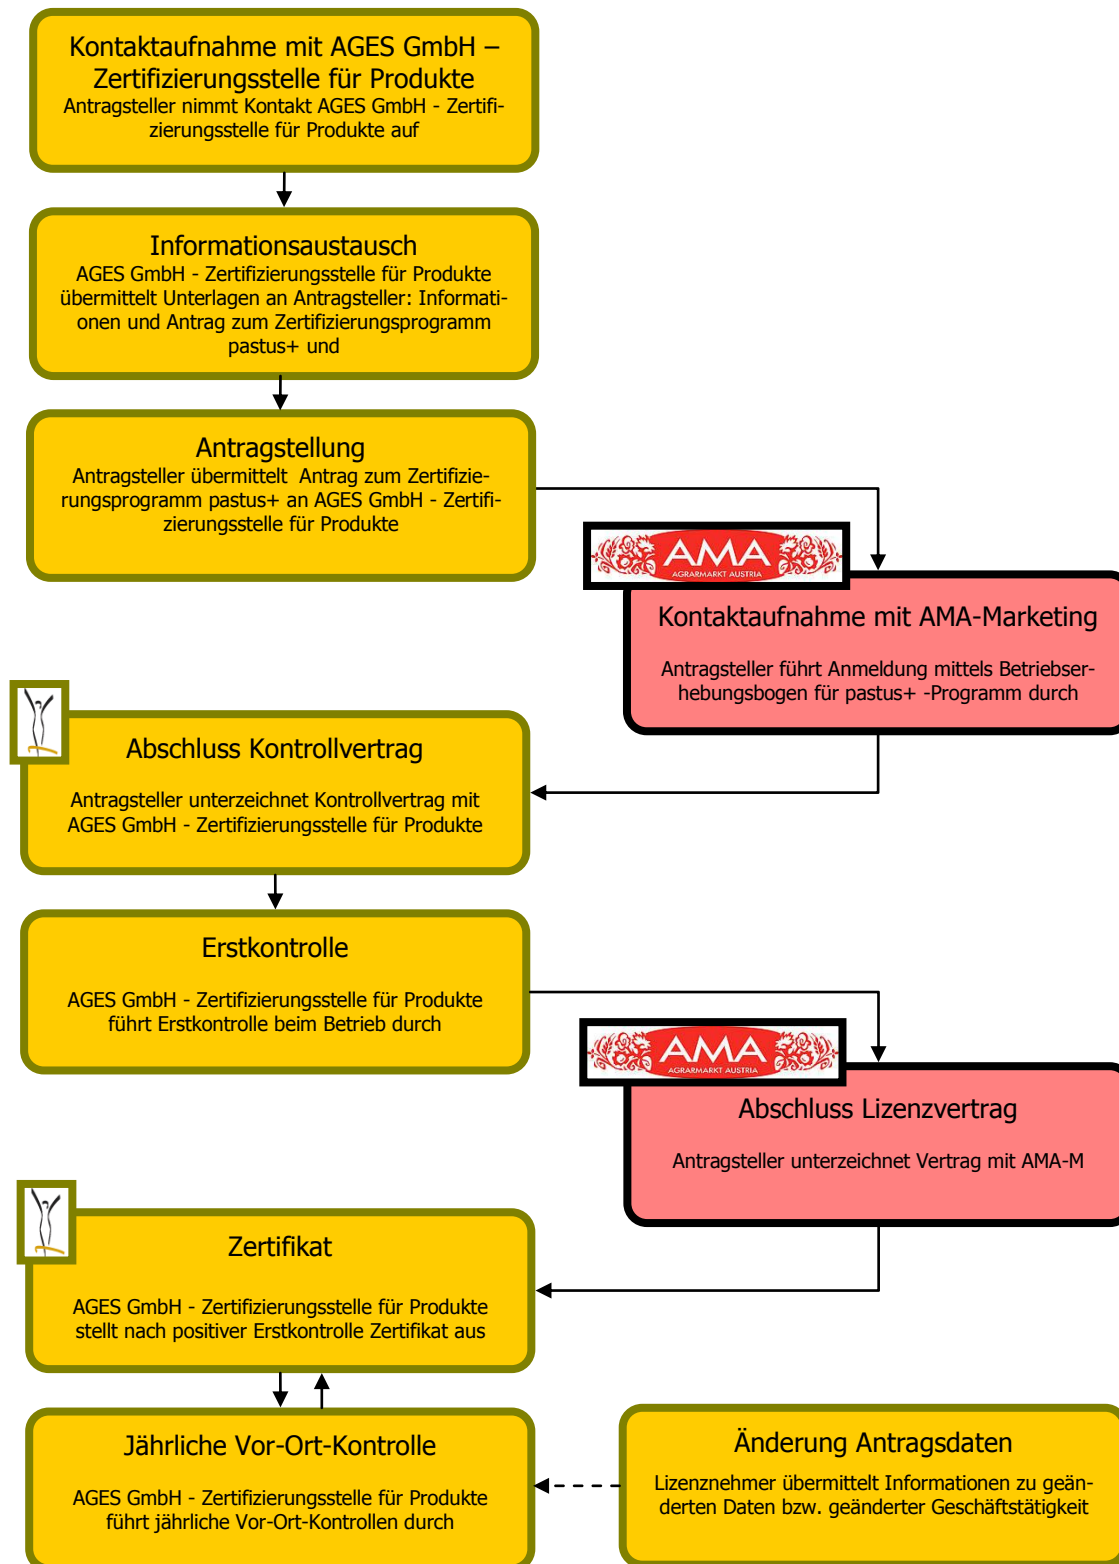 Kontaktaufnahme mit AGES GmbH –
Zertifizierungsstelle für Produkte
Antragsteller nimmt Kontakt AGES GmbH - Zertifi-
zierungsstelle für Produkte auf
Informationsaustausch
AGES GmbH - Zertifizierungsstelle für Produkte
übermittelt Unterlagen an Antragsteller: Informati-
onen und Antrag zum Zertifizierungsprogramm
pastus+ und
Antragstellung
Antragsteller übermittelt Antrag zum Zertifizie-
rungsprogramm pastus+ an AGES GmbH - Zertifi-
zierungsstelle für Produkte
AMA
AGRARMARKT AUSTRIA
Kontaktaufnahme mit AMA-Marketing
Antragsteller führt Anmeldung mittels Betriebser-
hebungsbogen für pastus+ -Programm durch
Abschluss Kontrollvertrag
Antragsteller unterzeichnet Kontrollvertrag mit
AGES GmbH - Zertifizierungsstelle für Produkte
Erstkontrolle
AGES GmbH - Zertifizierungsstelle für Produkte
führt Erstkontrolle beim Betrieb durch
AMA
AGRARMARKT AUSTRIA
Abschluss Lizenzvertrag
Antragsteller unterzeichnet Vertrag mit AMA-M
Zertifikat
AGES GmbH - Zertifizierungsstelle für Produkte
stellt nach positiver Erstkontrolle Zertifikat aus
Jährliche Vor-Ort-Kontrolle
AGES GmbH - Zertifizierungsstelle für Produkte
führt jährliche Vor-Ort-Kontrollen durch
Änderung Antragsdaten
Lizenznehmer übermittelt Informationen zu geän-
derten Daten bzw. geänderter Geschäftstätigkeit